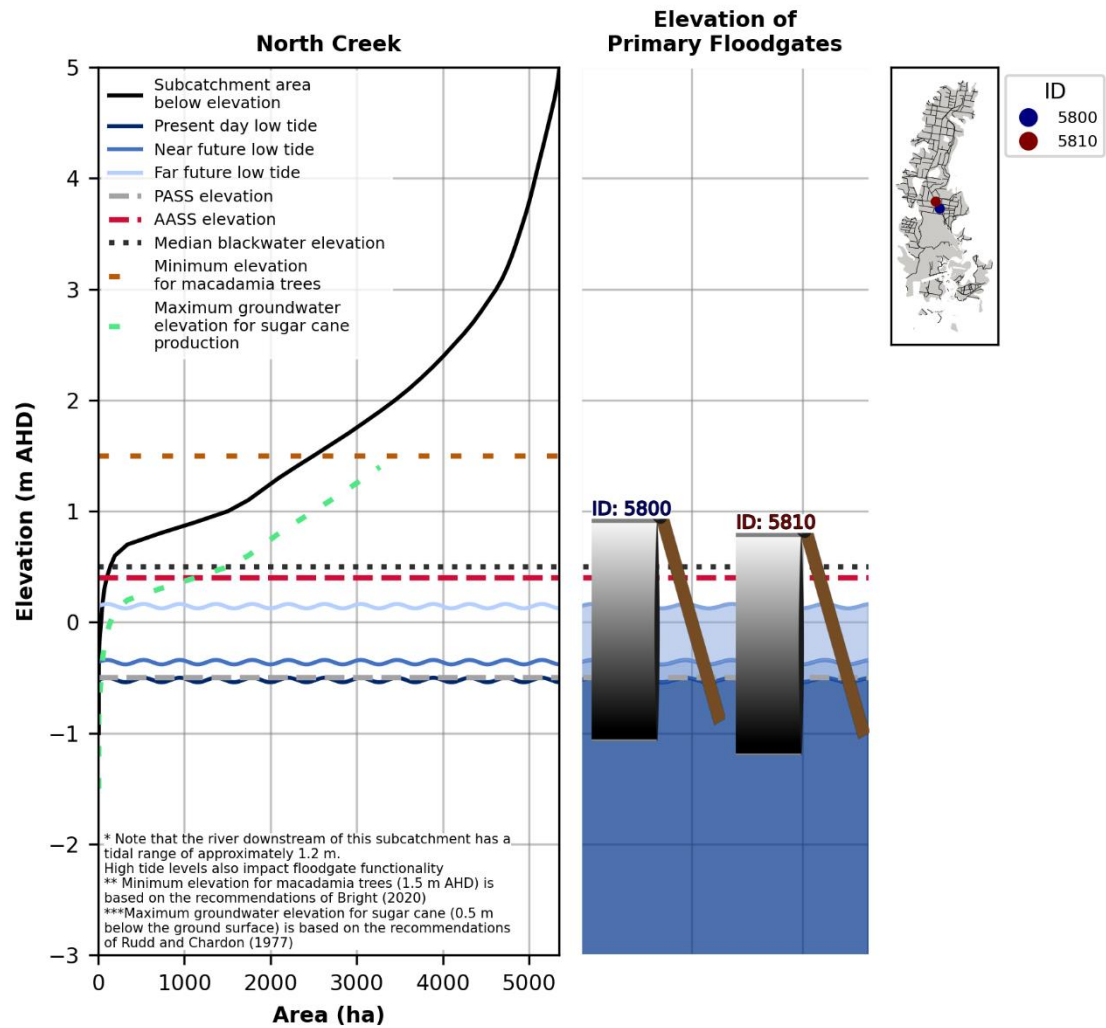 North Creek
Elevation of
Primary Floodgates
5
4
3
2
1
0
−1
−2
−3
Elevation (m AHD)
Subcatchment area
below elevation
Present day low tide
Near future low tide
Far future low tide
PASS elevation
AASS elevation
Median blackwater elevation
Minimum elevation
for macadamia trees
Maximum groundwater
elevation for sugar cane
production
* Note that the river downstream of this subcatchment has a
tidal range of approximately 1.2 m.
High tide levels also impact floodgate functionality
** Minimum elevation for macadamia trees (1.5 m AHD) is
based on the recommendations of Bright (2020)
***Maximum groundwater elevation for sugar cane (0.5 m
below the ground surface) is based on the recommendations
of Rudd and Chardon (1977)
0 1000 2000 3000 4000 5000
Area (ha)
ID: 5800
ID: 5810
ID
5800
5810